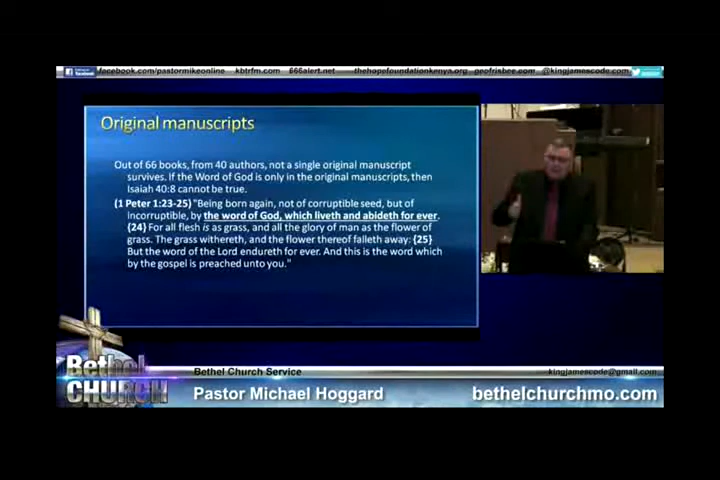 facebook.com/pastormikeonline kbtrfm.com 666alert.net thehopefoundationkenya.org geofrisbee.com @kingjamescode.com
Original manuscripts
Out of 66 books, from 40 authors, not a single original manuscript
survives. If the Word of God is only in the original manuscripts, then
Isaiah 40:8 cannot be true.
(1 Peter 1:23-25) "Being born again, not of corruptible seed, but of
incorruptible, by the word of God, which liveth and abideth for ever.
{24} For all flesh is as grass, and all the glory of man as the flower of
grass. The grass withereth, and the flower thereof falleth away: {25}
But the word of the Lord endureth for ever. And this is the word which
by the gospel is preached unto you."
Bethel
CHURCH
Bethel Church Service
kingjamescode@gmail.com
Pastor Michael Hoggard
bethelchurchmo.com